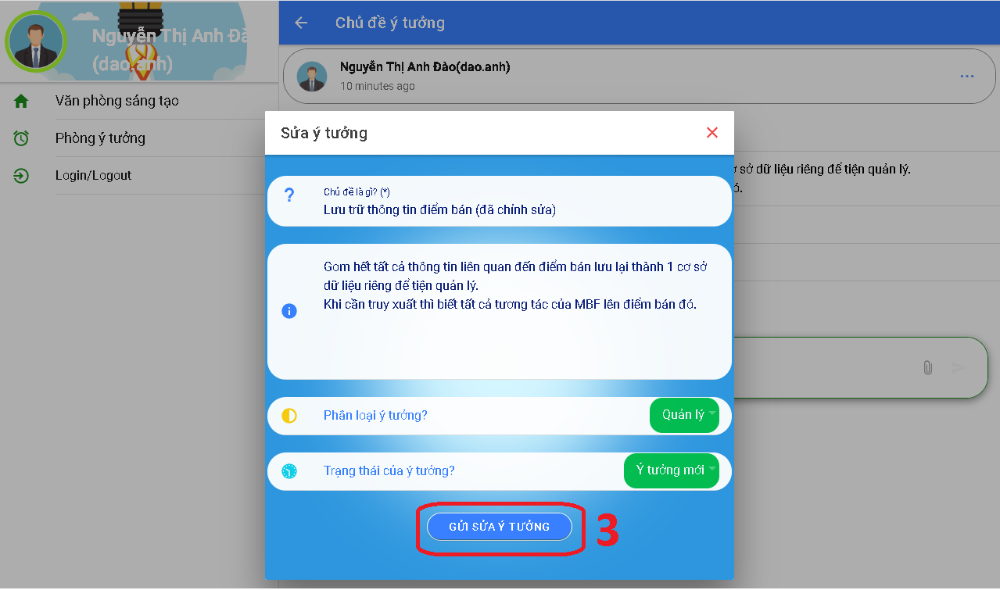 Nguyễn Thị Anh Đào
(dao.anh)
Văn phòng sáng tạo
Phòng ý tưởng
Login/Logout
Chủ đề ý tưởng
Nguyễn Thị Anh Đào(dao.anh)
10 minutes ago
sở dữ liệu riêng để tiện quản lý.
đó.
Sửa ý tưởng
Chủ đề là gì? (*)
Lưu trữ thông tin điểm bán (đã chỉnh sửa)
Gom hết tất cả thông tin liên quan đến điểm bán lưu lại thành 1 cơ sở
dữ liệu riêng để tiện quản lý.
Khi cần truy xuất thì biết tất cả tương tác của MBF lên điểm bán đó.
Phân loại ý tưởng?
Quản lý
Trạng thái của ý tưởng?
Ý tưởng mới
GỬI SỬA Ý TƯỞNG
3